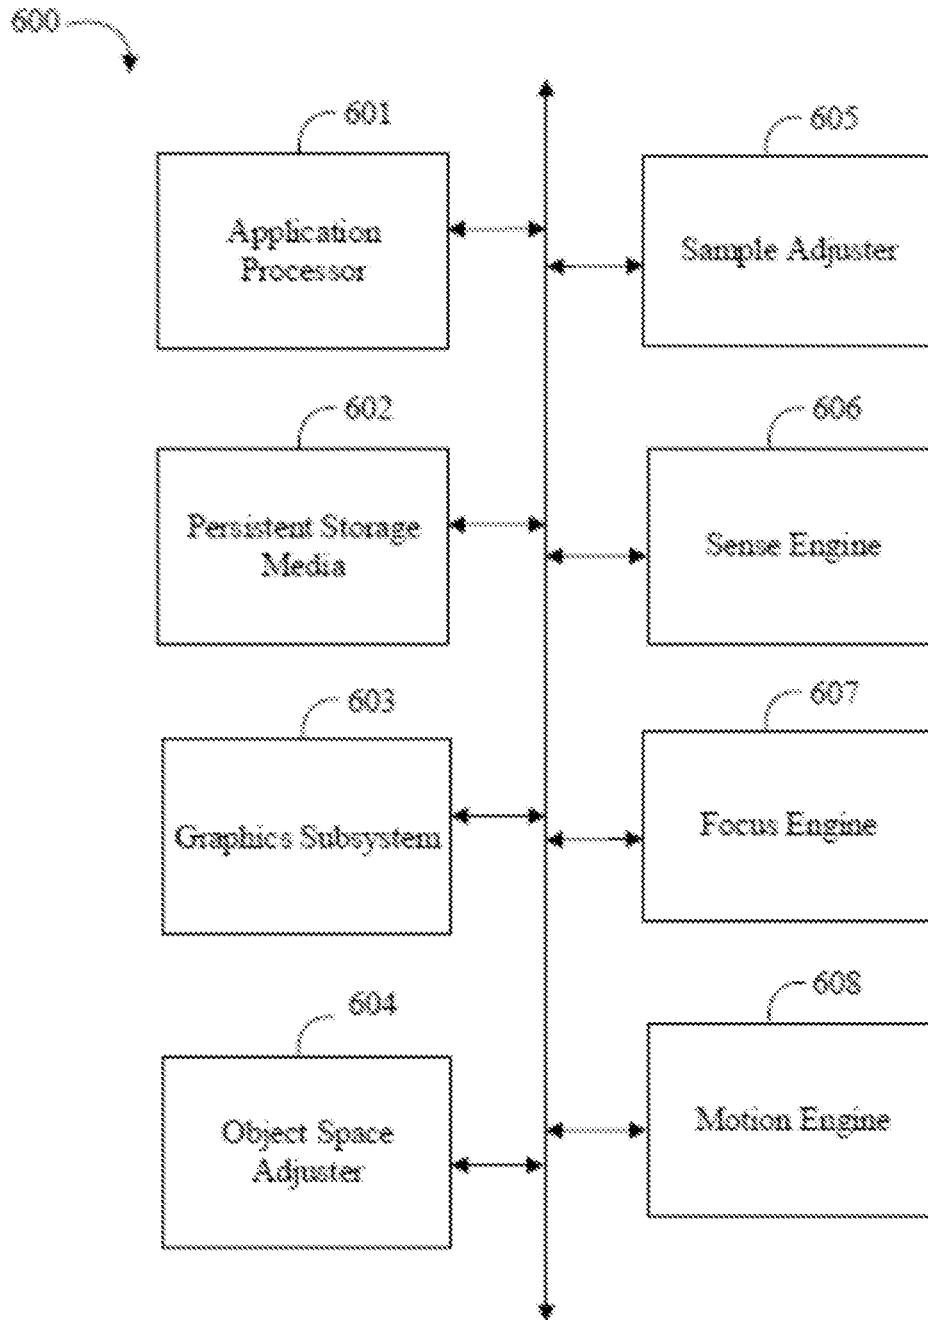 600
601
Application
Processor
602
Persistent Storage
Media
603
Graphics Subsystem
604
Object Space
Adjuster
605
Sample Adjuster
606
Sense Engine
607
Focus Engine
608
Motion Engine